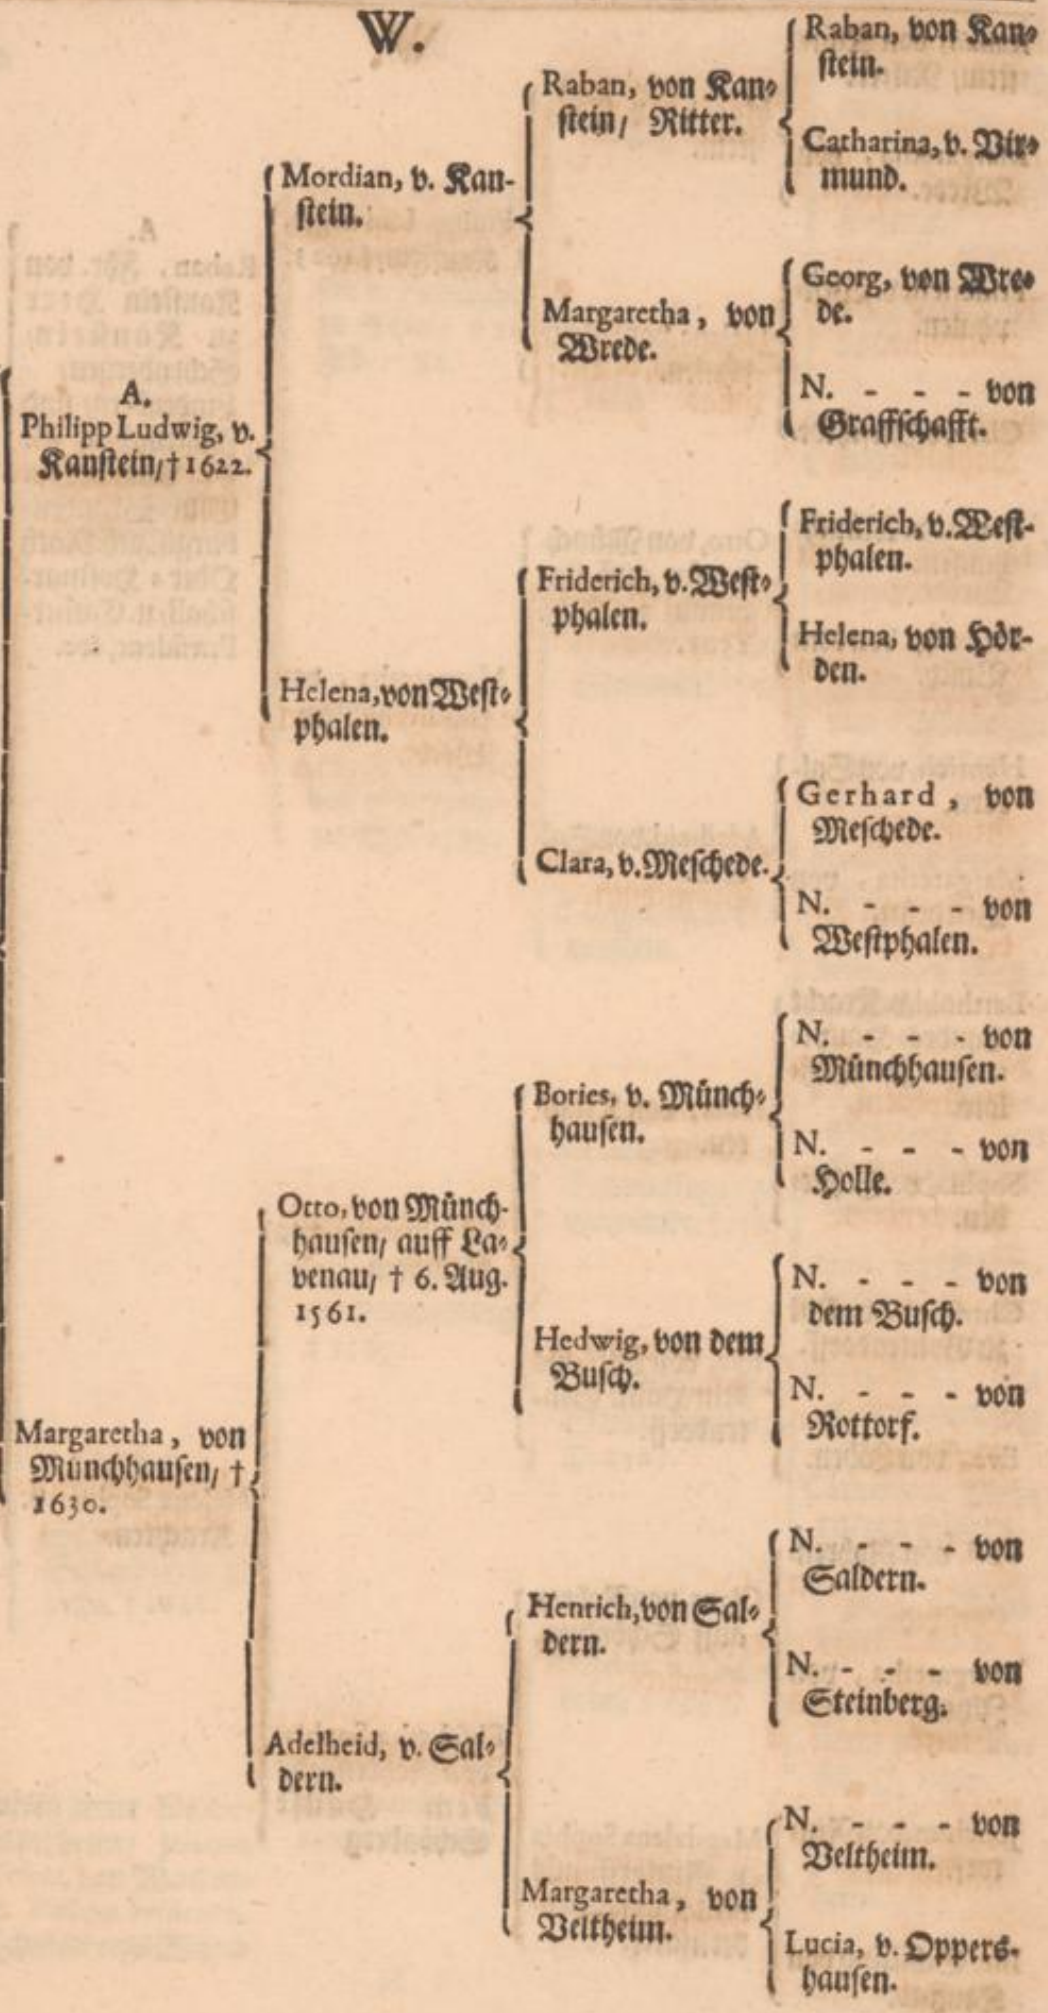 W.
A.
Philipp Ludwig, v.
Kanstein, † 1622.
Margaretha, von
Münchhausen, †
1630.
Mordian, v. Kan-
stein.
Helena, von West-
phalen.
Otto, von Münch-
hausen, auff La-
venau, † 6. Aug.
1561.
Adelheid, v. Sal-
dern.
Raban, von Kan-
stein, Ritter.
Margaretha, von
Wrede.
Friderich, v. West-
phalen.
Clara, v. Meschede.
Bories, v. Münch-
hausen.
Hedwig, von dem
Busch.
Henrich, von Sal-
dern.
Margaretha, von
Veltheim.
Raban, von Kan-
stein.
Catharina, v. Vir-
mund.
Georg, von Wre-
de.
N. - - - von
Graffschafft.
Friderich, v. West-
phalen.
Helena, von Hör-
den.
Gerhard, von
Meschede.
N. - - - von
Westphalen.
N. - - - von
Münchhausen.
N. - - - von
Holle.
N. - - - von
dem Busch.
N. - - - von
Rottorf.
N. - - - von
Saldern.
N. - - - von
Steinberg.
N. - - - von
Veltheim.
Lucia, v. Oppers-
hausen.